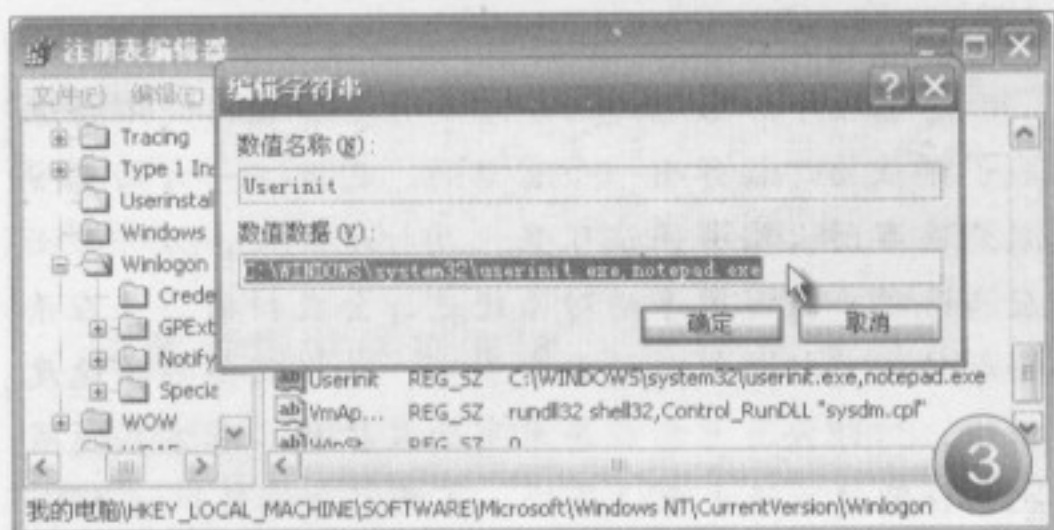 注册表编辑器
文件(F) 编辑(E)
编辑字符串
数值名称(N):
Userinit
数值数据(V):
C:\WINDOWS\system32\userinit.exe,notepad.exe
确定 取消
Tracing
Type 1 Ins
Userinstal
Windows
Winlogon
Crede
GPExt
Notify
Specia
WOW
Userinit REG_SZ C:\WINDOWS\system32\userinit.exe,notepad.exe
VmAp... REG_SZ rundll32 shell32,Control_RunDLL "sysdm.cpl"
REG_SZ 0
3
我的电脑\HKEY_LOCAL_MACHINE\SOFTWARE\Microsoft\Windows NT\CurrentVersion\Winlogon